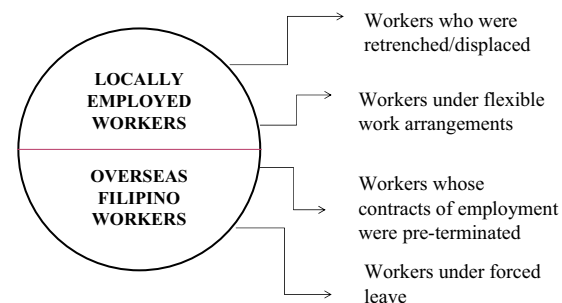 LOCALLY
EMPLOYED
WORKERS
OVERSEAS
FILIPINO
WORKERS
Workers who were
retrenched/displaced
Workers under flexible
work arrangements
Workers whose
contracts of employment
were pre-terminated
Workers under forced
leave